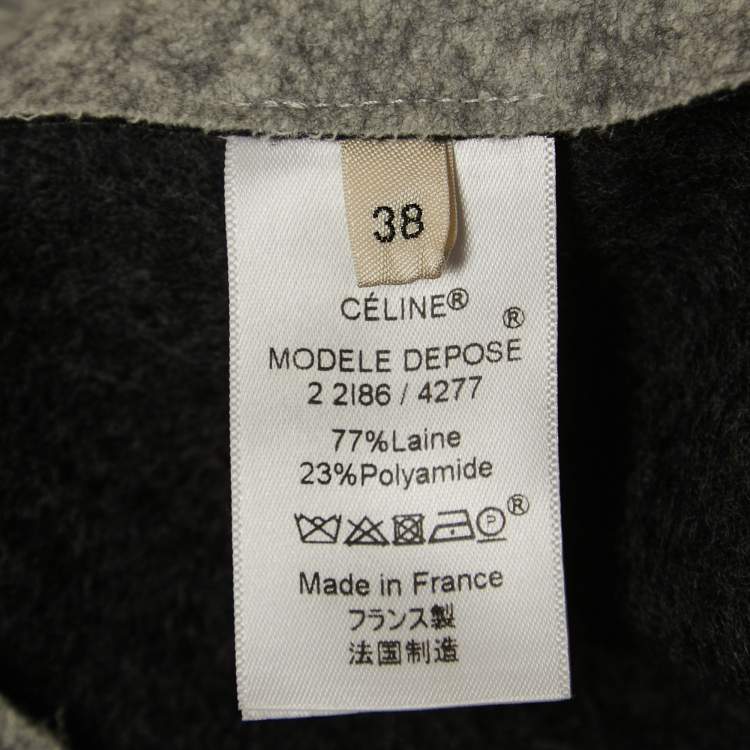 38
CÉLINE®
MODELE DEPOSE ®
2 2I86 / 4277
77%Laine
23%Polyamide
P ®
Made in France
フランス製
法国制造